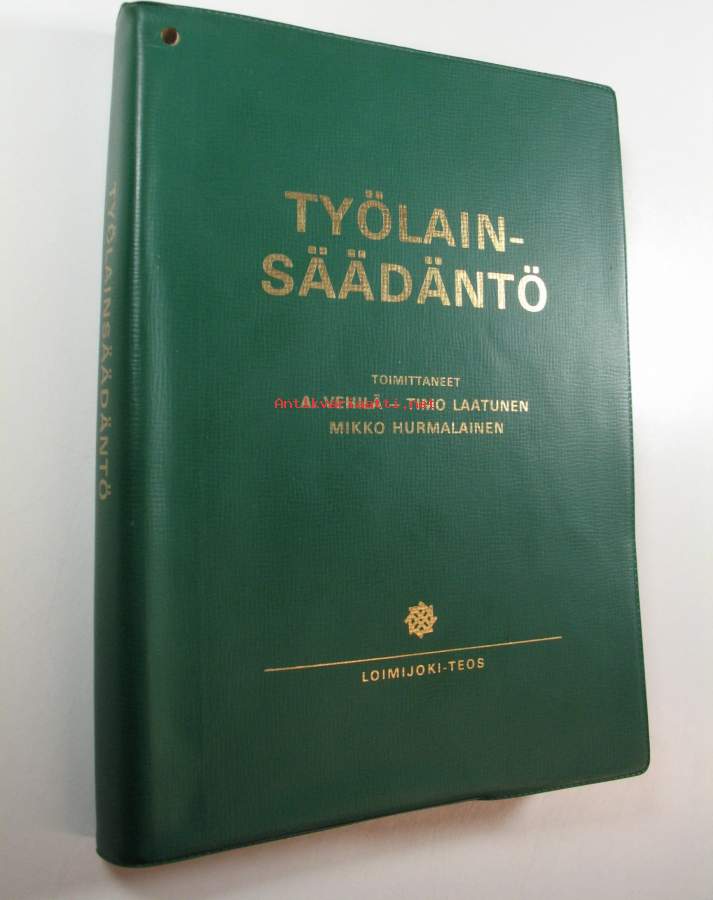 TYÖLAINSÄÄDÄNTÖ
TYÖLAIN-
SÄÄDÄNTÖ
TOIMITTANEET
TIMO LAATUNEN
MIKKO HURMALAINEN
LOIMIJOKI-TEOS